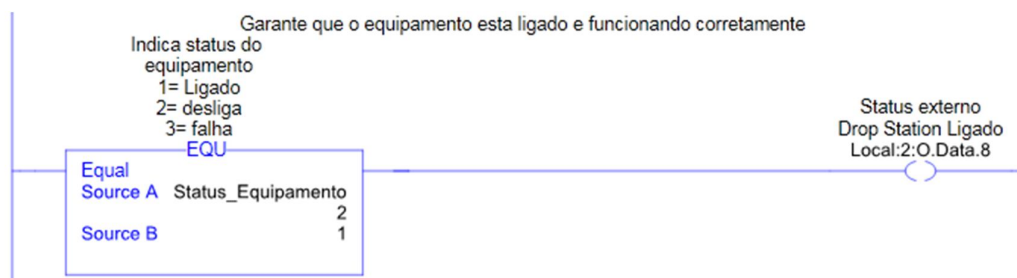 Garante que o equipamento esta ligado e funcionando corretamente
Indica status do
equipamento
1= Ligado
2= desliga
3= falha
EQU
Equal
Source A Status_Equipamento
2
Source B 1
Status externo
Drop Station Ligado
Local:2:O.Data.8